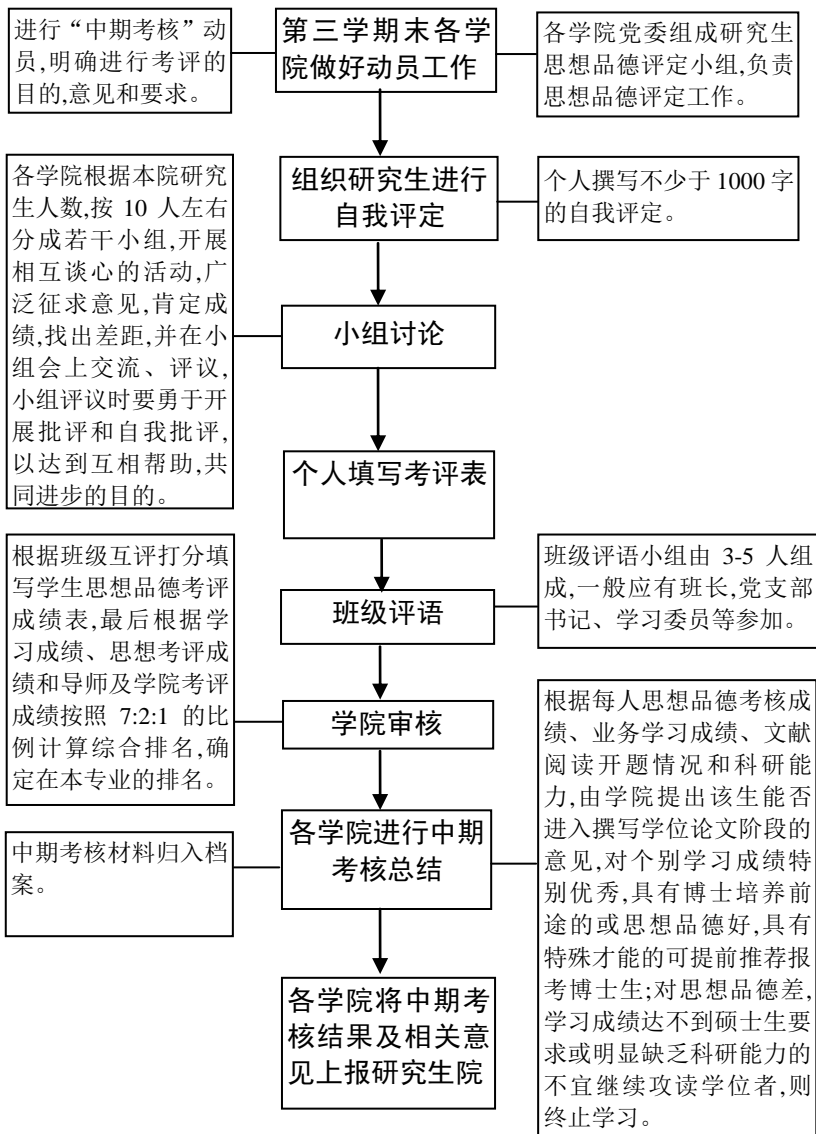 进行“中期考核”动
员,明确进行考评的
目的,意见和要求。
第三学期末各学
院做好动员工作
各学院党委组成研究生
思想品德评定小组,负责
思想品德评定工作。
组织研究生进行
自我评定
个人撰写不少于 1000 字
的自我评定。
各学院根据本院研究
生人数,按 10 人左右
分成若干小组,开展
相互谈心的活动,广
泛征求意见,肯定成
绩,找出差距,并在小
组会上交流、评议,
小组评议时要勇于开
展批评和自我批评,
以达到互相帮助,共
同进步的目的。
小组讨论
个人填写考评表
班级评语
班级评语小组由 3-5 人组
成,一般应有班长,党支部
书记、学习委员等参加。
根据班级互评打分填
写学生思想品德考评
成绩表,最后根据学
习成绩、思想考评成
绩和导师及学院考评
成绩按照 7:2:1 的比
例计算综合排名,确
定在本专业的排名。
学院审核
各学院进行中期
考核总结
中期考核材料归入档
案。
根据每人思想品德考核成
绩、业务学习成绩、文献
阅读开题情况和科研能
力,由学院提出该生能否
进入撰写学位论文阶段的
意见,对个别学习成绩特
别优秀,具有博士培养前
途的或思想品德好,具有
特殊才能的可提前推荐报
考博士生;对思想品德差,
学习成绩达不到硕士生要
求或明显缺乏科研能力的
不宜继续攻读学位者,则
终止学习。
各学院将中期考
核结果及相关意
见上报研究生院